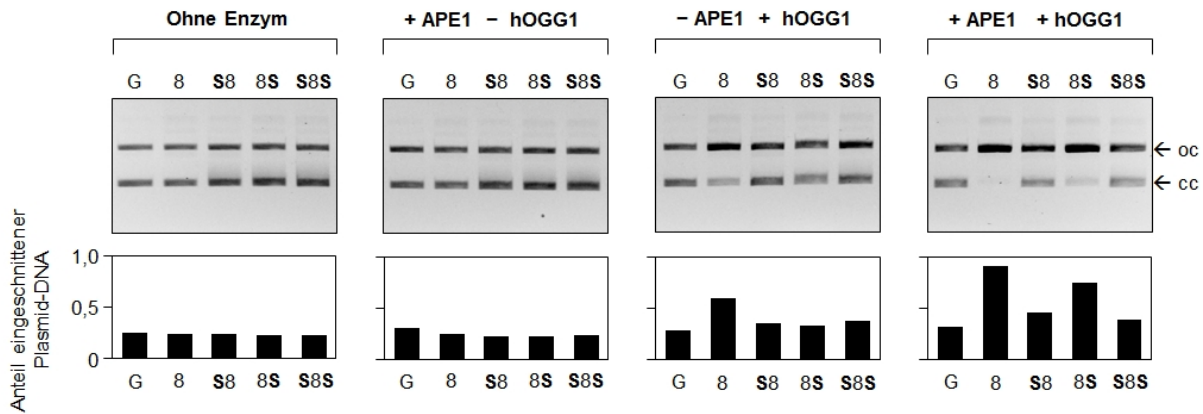 Ohne Enzym
+ APE1 − hOGG1
− APE1 + hOGG1
+ APE1 + hOGG1
G 8 S8 8S S8S
G 8 S8 8S S8S
G 8 S8 8S S8S
G 8 S8 8S S8S
← oc
← cc
Anteil eingeschnittener
Plasmid-DNA
1,0
0,5
0
G 8 S8 8S S8S
G 8 S8 8S S8S
G 8 S8 8S S8S
G 8 S8 8S S8S